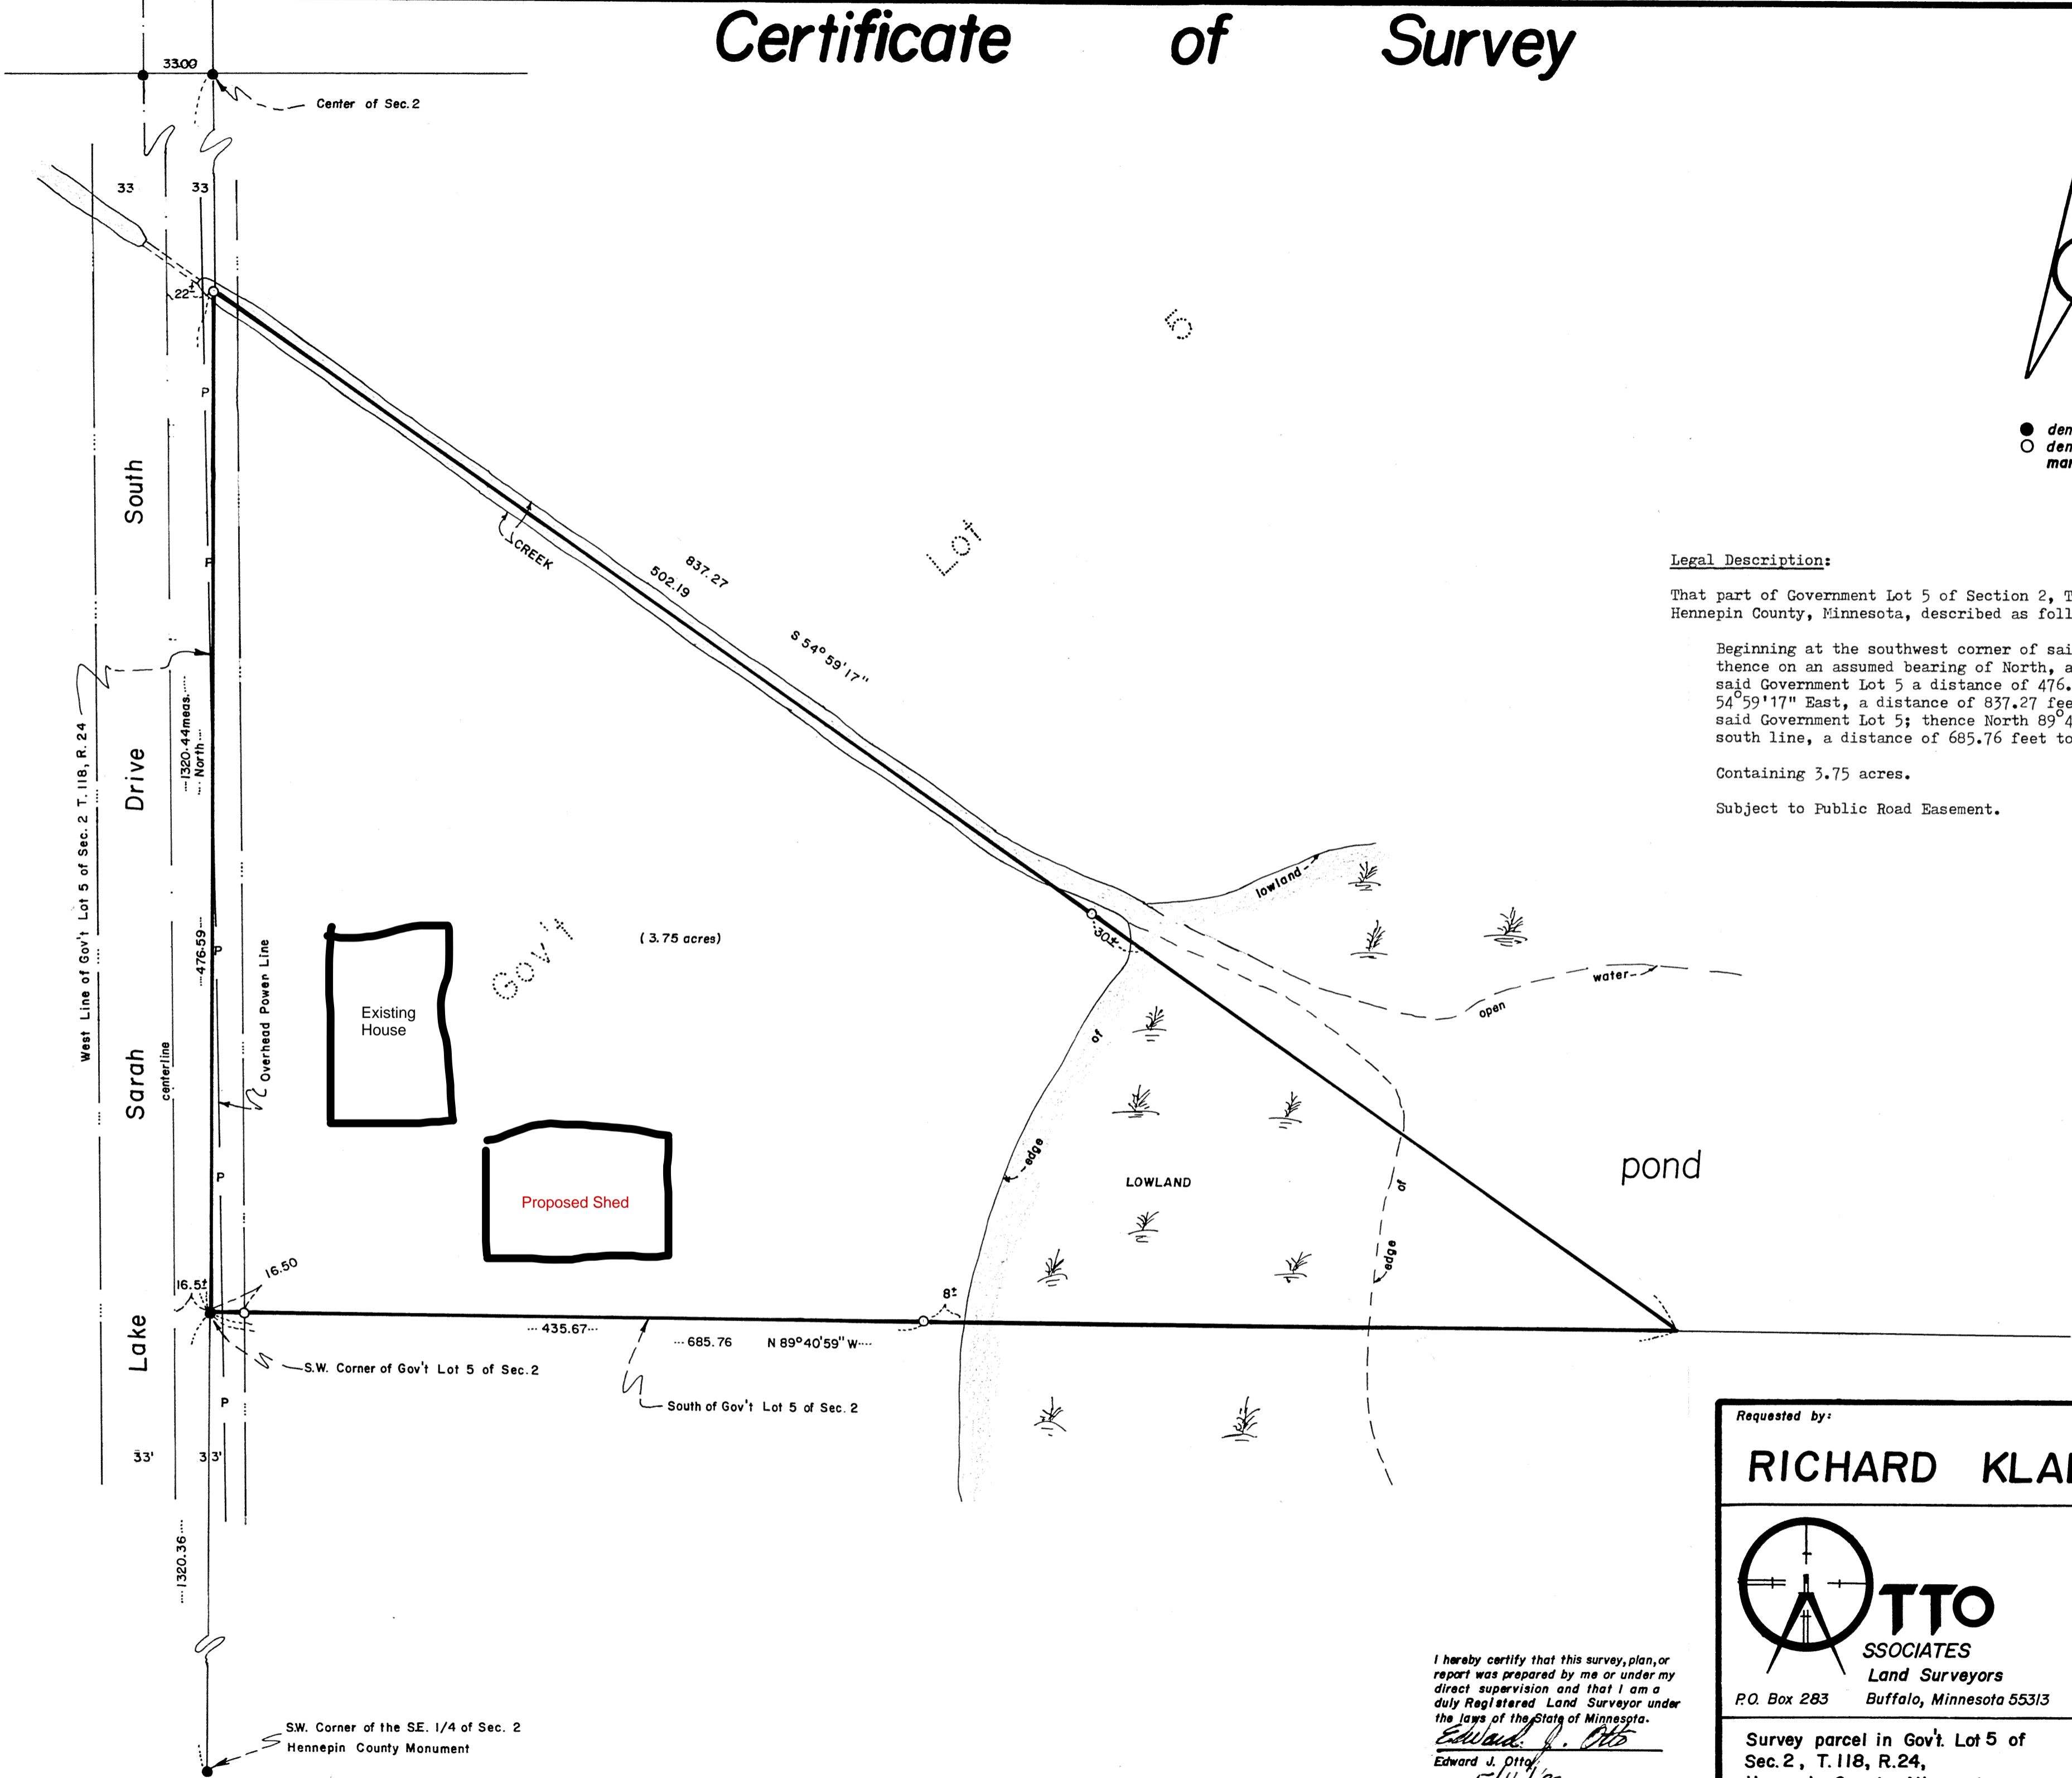 Certificate of Survey
33.00
Center of Sec. 2
33 33
22±
P
P
P
P
P
South
Drive
Sarah
Lake
West Line of Gov't Lot 5 of Sec. 2 T. 118, R. 24
1320.44 meas.
North
476.59
centerline
Overhead Power Line
CREEK
837.27
502.19
S 54° 59' 17"
5
Lot
Gov't
(3.75 acres)
Existing
House
Proposed Shed
30±
lowland
of
edge
open water
of
edge
LOWLAND
pond
16.5±
16.50
8±
435.67
685.76 N 89° 40' 59" W
S.W. Corner of Gov't Lot 5 of Sec. 2
South of Gov't Lot 5 of Sec. 2
33' 33'
1320.36
S.W. Corner of the S.E. 1/4 of Sec. 2
Hennepin County Monument
Legal Description:
That part of Government Lot 5 of Section 2, T
Hennepin County, Minnesota, described as foll
Beginning at the southwest corner of sai
thence on an assumed bearing of North, a
said Government Lot 5 a distance of 476.
54°59'17" East, a distance of 837.27 fee
said Government Lot 5; thence North 89°4
south line, a distance of 685.76 feet to
Containing 3.75 acres.
Subject to Public Road Easement.
● den
○ den
mar
I hereby certify that this survey, plan, or
report was prepared by me or under my
direct supervision and that I am a
duly Registered Land Surveyor under
the laws of the State of Minnesota.
Edward J. Otto
Edward J. Otto
Requested by:
RICHARD KLA
OTTO
ASSOCIATES
Land Surveyors
P.O. Box 283 Buffalo, Minnesota 55313
Survey parcel in Gov't. Lot 5 of
Sec. 2, T. 118, R. 24,